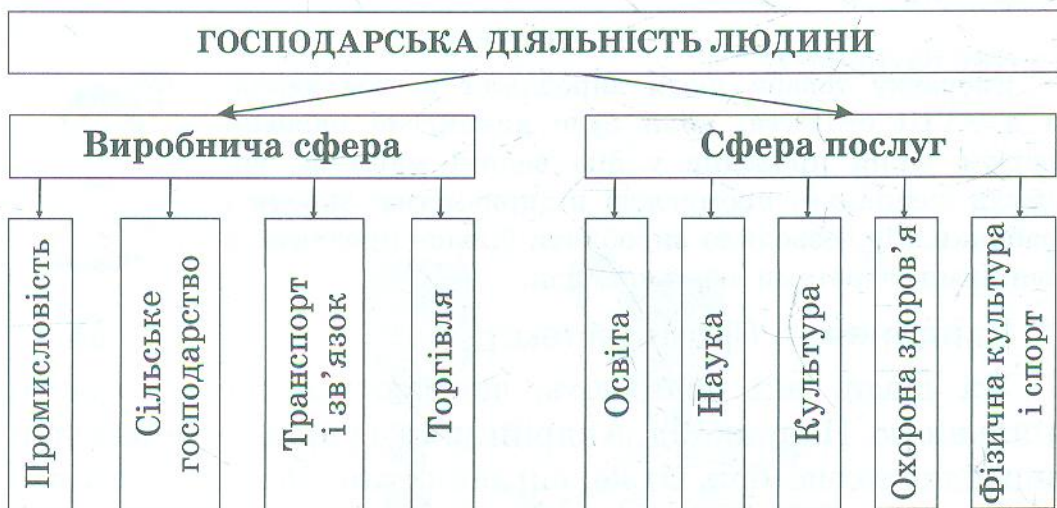 ГОСПОДАРСЬКА ДІЯЛЬНІСТЬ ЛЮДИНИ
Виробнича сфера
Сфера послуг
Промисловість
Сільське
господарство
Транспорт
і зв’язок
Торгівля
Освіта
Наука
Культура
Охорона здоров’я
Фізична культура
і спорт